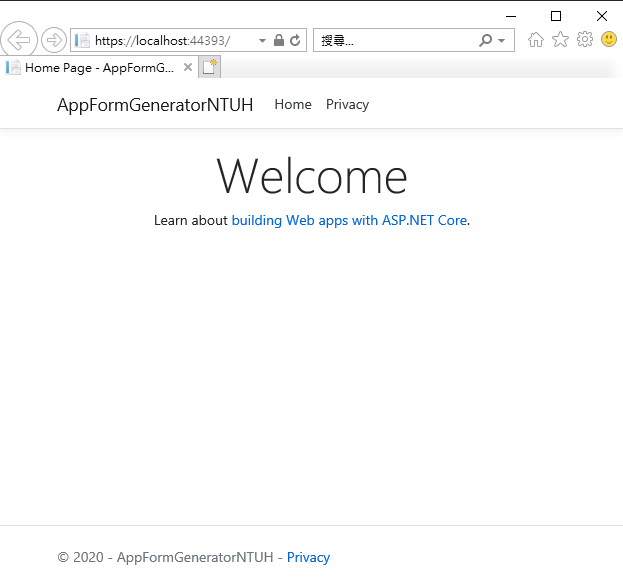 https://localhost:44393/
搜尋...
Home Page - AppFormG...
AppFormGeneratorNTUH Home Privacy
Welcome
Learn about building Web apps with ASP.NET Core.
© 2020 - AppFormGeneratorNTUH - Privacy